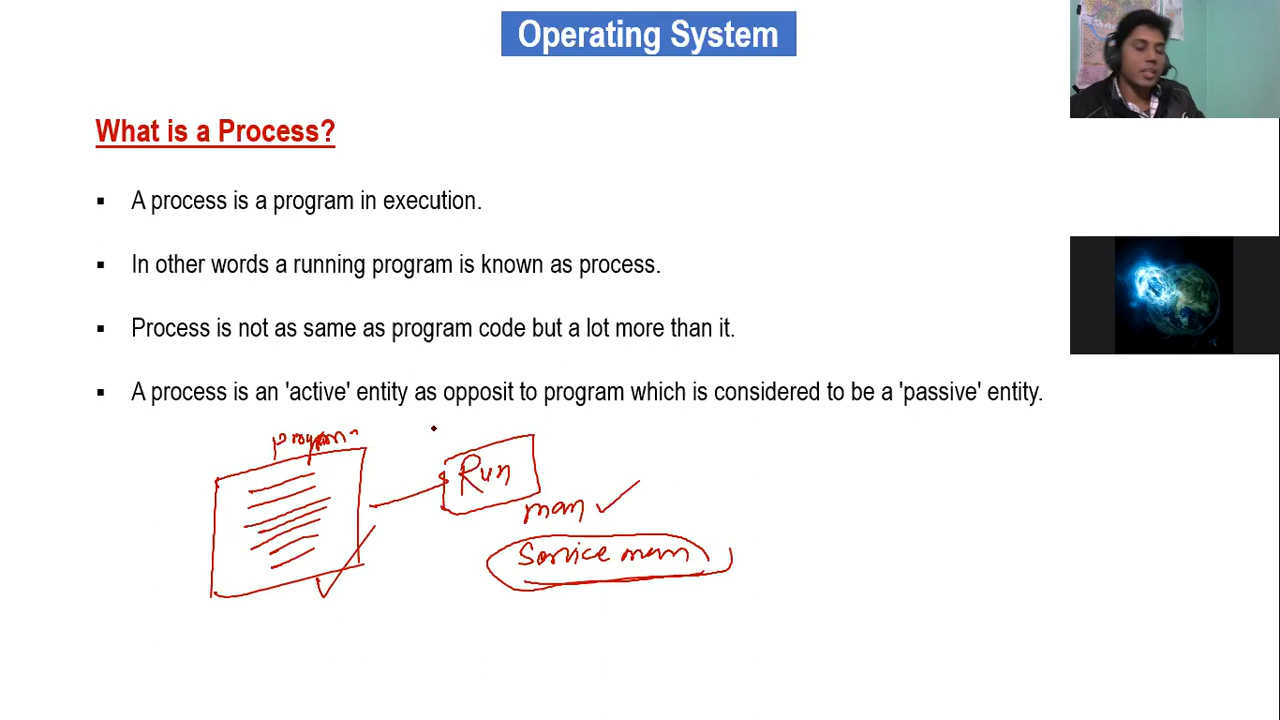 Operating System
What is a Process?
▪ A process is a program in execution.
▪ In other words a running program is known as process.
▪ Process is not as same as program code but a lot more than it.
▪ A process is an 'active' entity as opposit to program which is considered to be a 'passive' entity.
program
Run
man
Service man